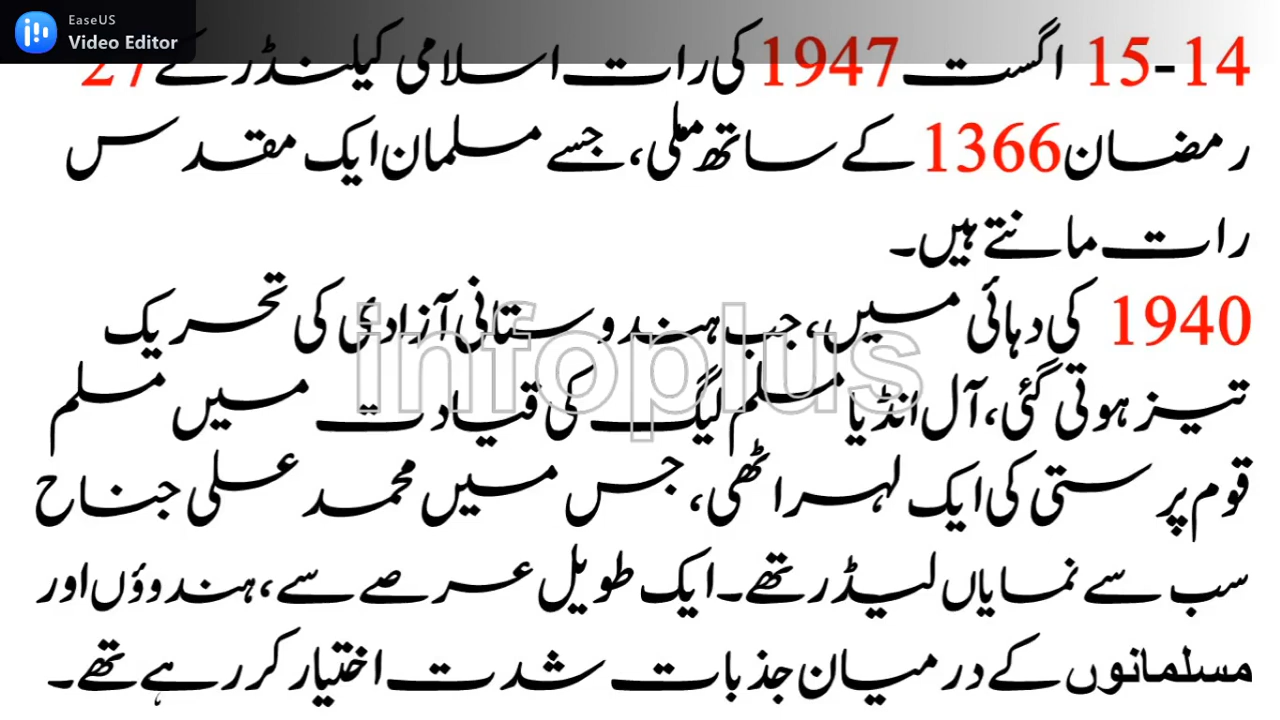 EaseUS
Video Editor
14-15 اگست 1947 کی رات اسلامی کیلنڈر کے 27
رمضان 1366 کے ساتھ ملی، جسے مسلمان ایک مقدس
رات مانتے ہیں۔
1940 کی دہائی میں، جب ہندوستانی آزادی کی تحریک
تیز ہوتی گئی، آل انڈیا مسلم لیگ کی قیادت میں مسلم
قوم پرستی کی ایک لہر اٹھی، جس میں محمد علی جناح
سب سے نمایاں لیڈر تھے۔ ایک طویل عرصے سے، ہندوؤں اور
مسلمانوں کے درمیان جذبات شدت اختیار کر رہے تھے۔
infoplus